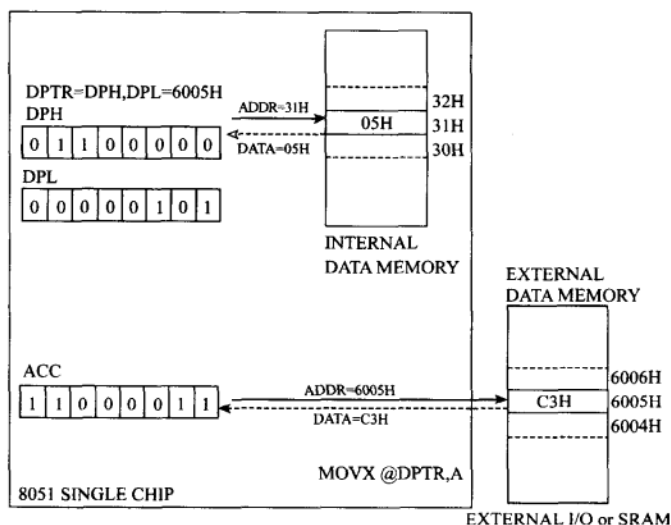 DPTR=DPH,DPL=6005H
DPH
0 1 1 0 0 0 0 0
DPL
0 0 0 0 0 1 0 1
ADDR=31H
DATA=05H
32H
05H 31H
30H
INTERNAL
DATA MEMORY
EXTERNAL
DATA MEMORY
ACC
1 1 0 0 0 0 1 1
ADDR=6005H
DATA=C3H
6006H
C3H 6005H
6004H
MOVX @DPTR,A
8051 SINGLE CHIP
EXTERNAL I/O or SRAM